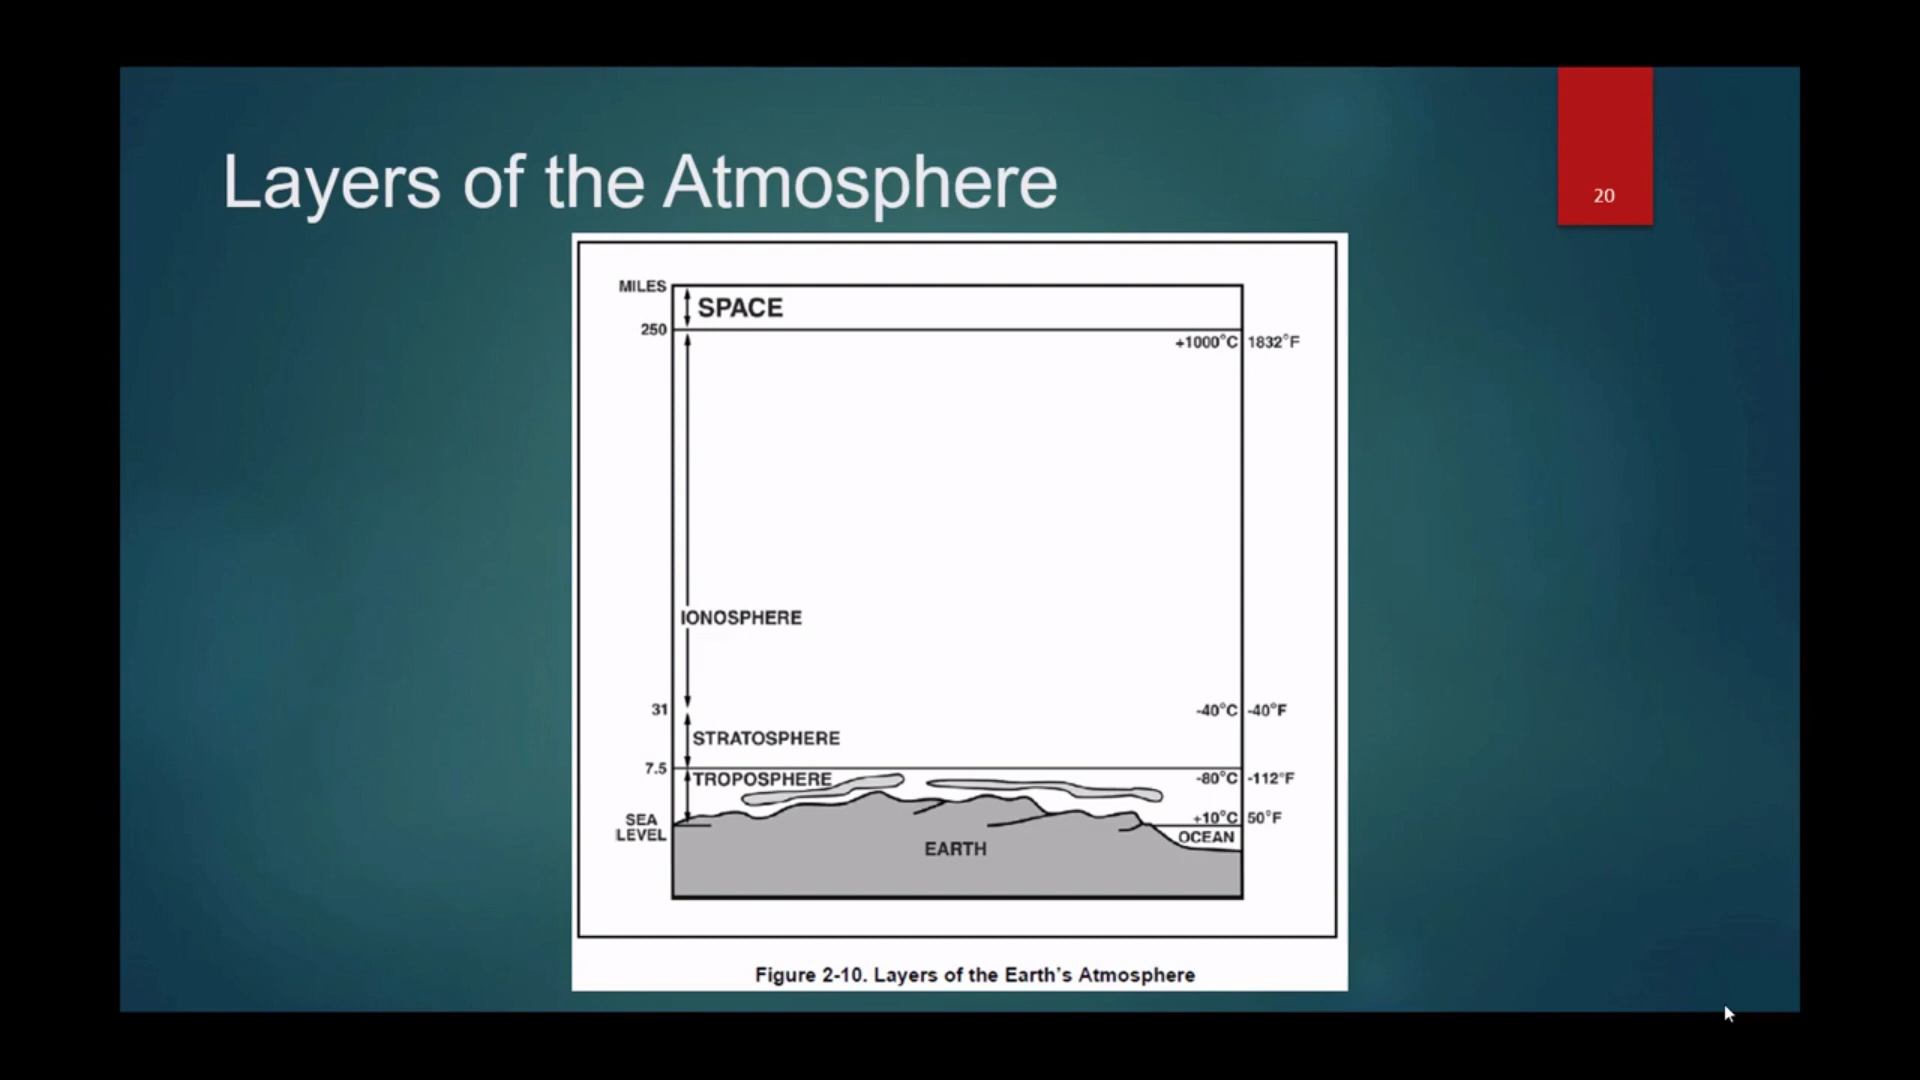 Layers of the Atmosphere
20
MILES
SPACE
250
+1000°C 1832°F
IONOSPHERE
31
-40°C -40°F
STRATOSPHERE
7.5
TROPOSPHERE
-80°C -112°F
SEA
LEVEL
+10°C 50°F
OCEAN
EARTH
Figure 2-10. Layers of the Earth's Atmosphere